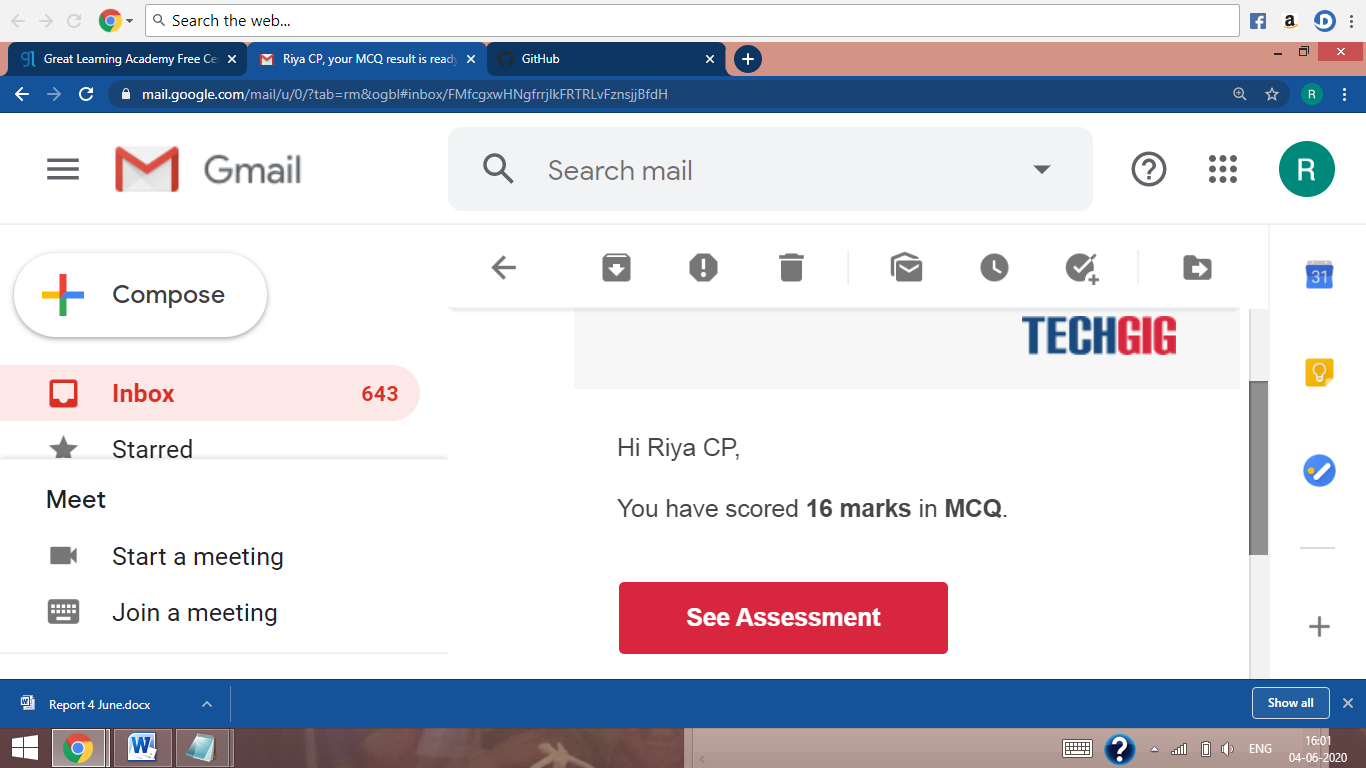 Search the web...
Great Learning Academy Free Ce
Riya CP, your MCQ result is ready
GitHub
mail.google.com/mail/u/0/?tab=rm&ogbl#inbox/FMfcgxwHNgfrrjlkFRTRLvFznsjjBfdH
R
Gmail
Search mail
R
Compose
31
TECHGIG
Inbox 643
Hi Riya CP,
Starred
Meet
You have scored 16 marks in MCQ.
Start a meeting
Join a meeting
See Assessment
Report 4 June.docx
Show all
ENG
16:01
04-06-2020